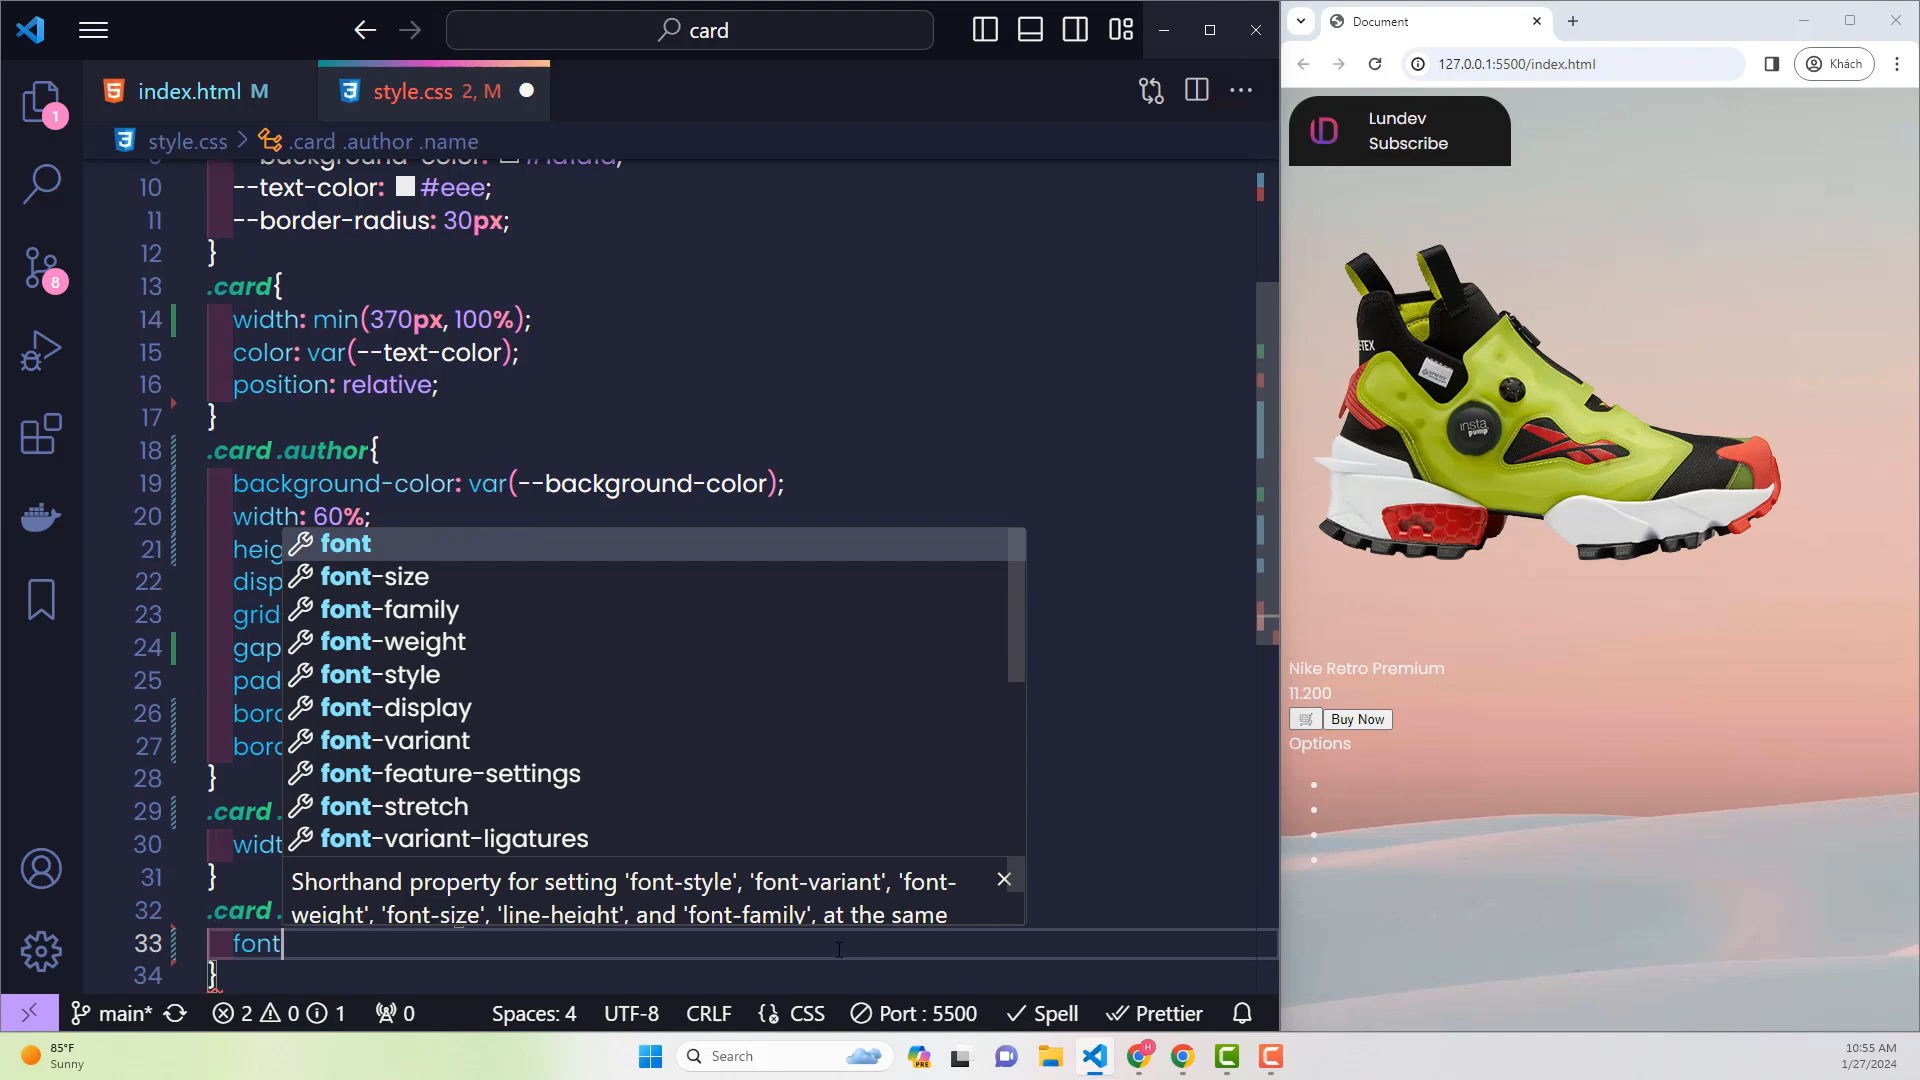 card
index.html M
style.css 2, M
style.css > .card .author .name
10 --text-color: #eee;
11 --border-radius: 30px;
12 }
13 .card{
14 width: min(370px, 100%);
15 color: var(--text-color);
16 position: relative;
17 }
18 .card .author{
19 background-color: var(--background-color);
20 width: 60%;
21 heig
22 disp
23 grid
24 gap
25 pad
26 bord
27 bord
28 }
29 .card .
30 widt
31 }
32 .card .
33 font
34 }
font
font-size
font-family
font-weight
font-style
font-display
font-variant
font-feature-settings
font-stretch
font-variant-ligatures
Shorthand property for setting 'font-style', 'font-variant', 'font-
weight', 'font-size', 'line-height', and 'font-family', at the same
1
8
main* 2 0 1 0 Spaces: 4 UTF-8 CRLF {} CSS Port : 5500 Spell Prettier
Document
127.0.0.1:5500/index.html
Khách
Lundev
Subscribe
insta
pump
Nike Retro Premium
11.200
Buy Now
Options
85°F
Sunny
Search
PRE
H
10:55 AM
1/27/2024